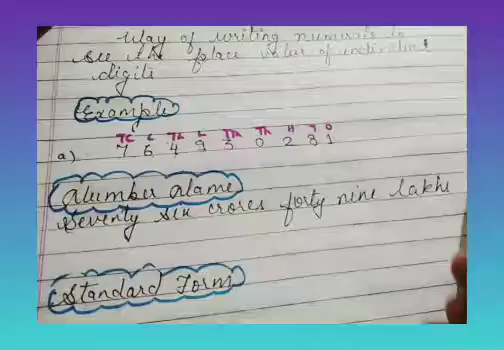 Way of writing numerals to
see the place value of individual
digits
Example
TC C TL L TTh Th H T O
a) 7 6 4 9 3 0 2 8 1
Number Name
Seventy six crores forty nine lakhs
Standard Form